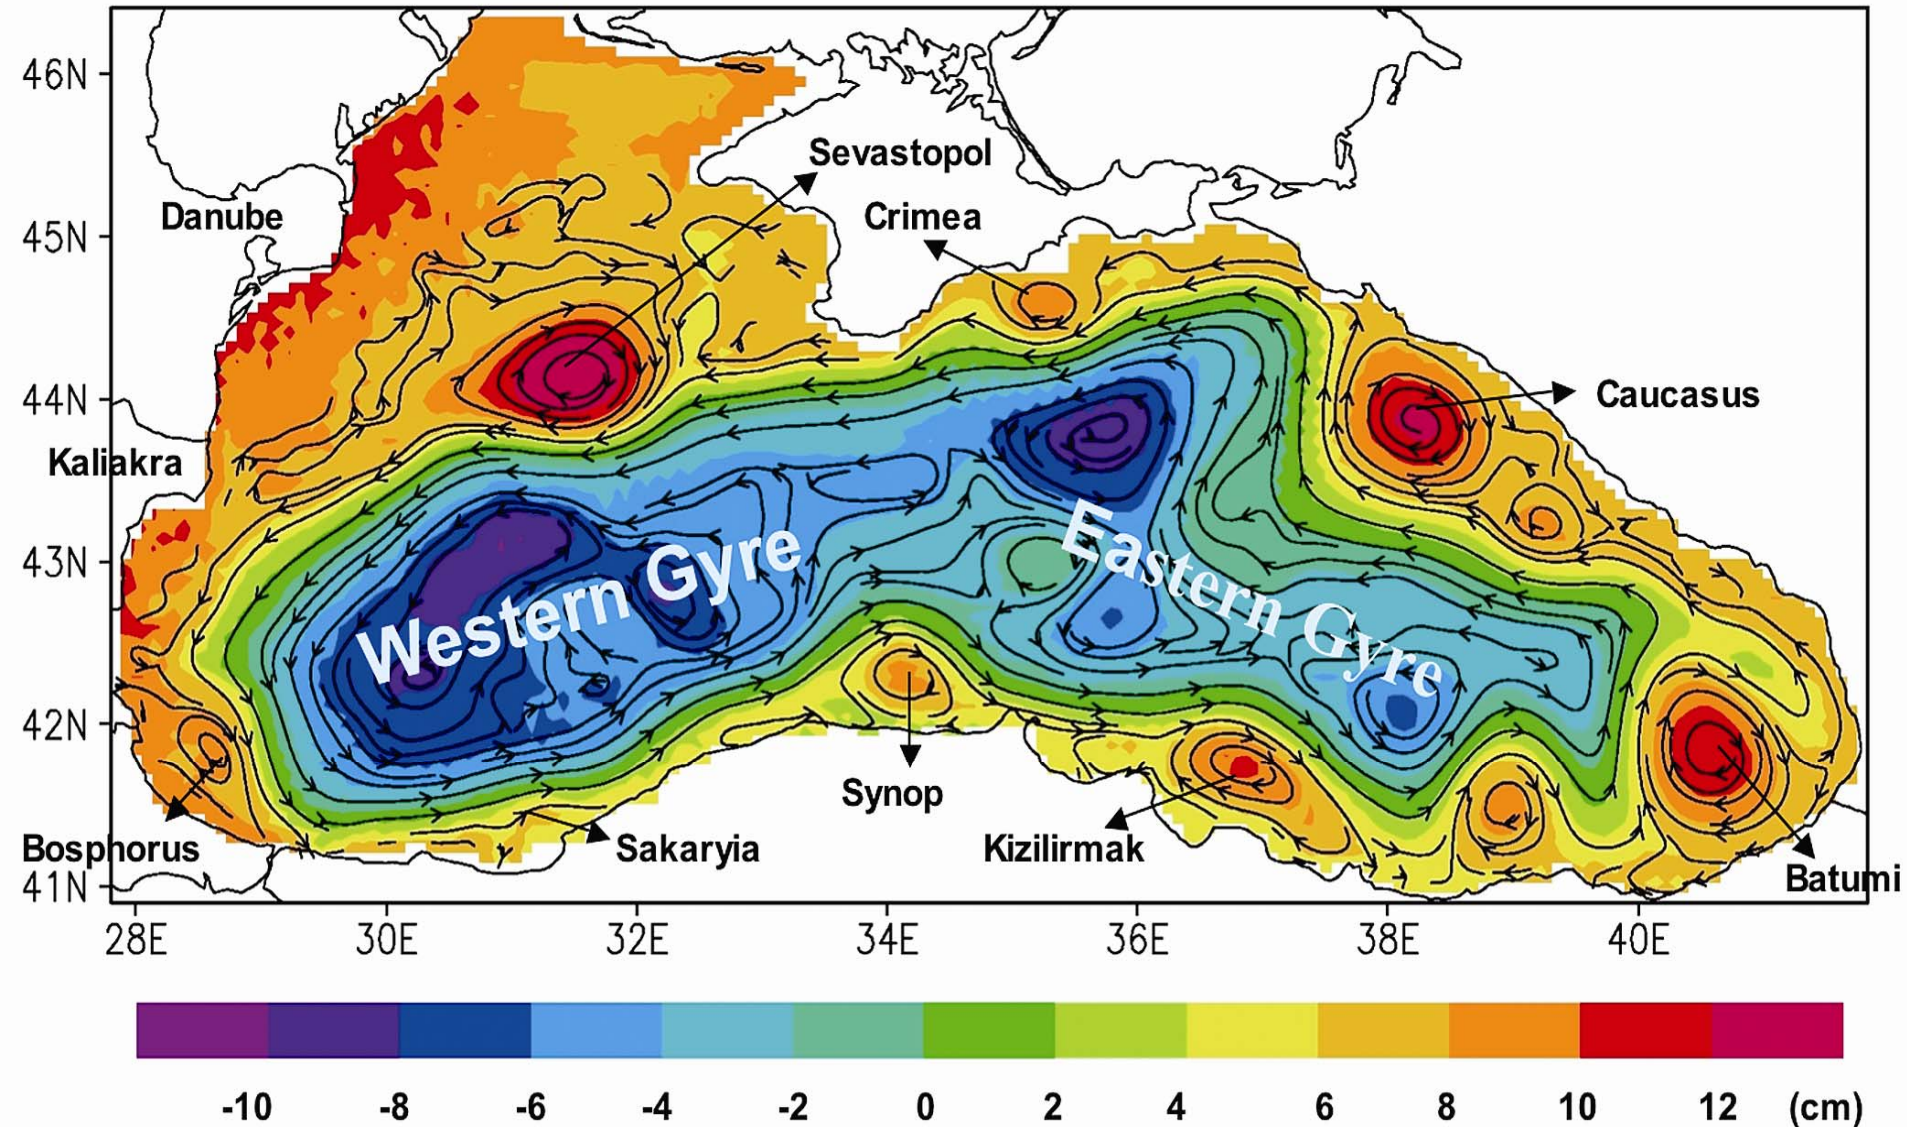 46N
Sevastopol
Danube
Crimea
45N
44N
Caucasus
Kaliakra
43N
Western Gyre
Eastern Gyre
42N
Synop
Bosphorus
Sakaryia
Kizilirmak
Batumi
41N
28E 30E 32E 34E 36E 38E 40E
-10 -8 -6 -4 -2 0 2 4 6 8 10 12 (cm)